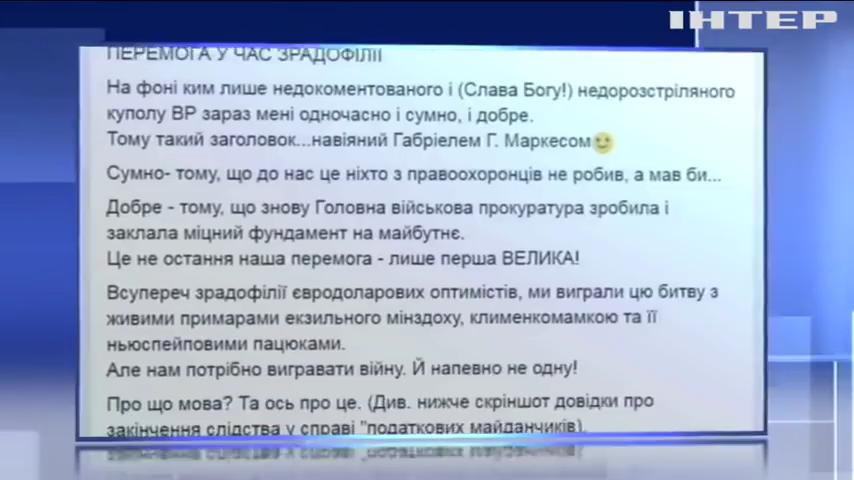 ІНТЕР
ПЕРЕМОГА У ЧАС ЗРАДОФІЛІЇ
На фоні ким лише недокоментованого і (Слава Богу!) недорозстріляного
куполу ВР зараз мені одночасно і сумно, і добре.
Тому такий заголовок...навіяний Габріелем Г. Маркесом
Сумно- тому, що до нас це ніхто з правоохоронців не робив, а мав би...
Добре - тому, що знову Головна військова прокуратура зробила і
заклала міцний фундамент на майбутнє.
Це не остання наша перемога - лише перша ВЕЛИКА!
Всупереч зрадофілії євродоларових оптимістів, ми виграли цю битву з
живими примарами екзильного мінздоху, клименкомамкою та її
ньюспейповими пацюками.
Але нам потрібно вигравати війну. Й напевно не одну!
Про що мова? Та ось про це. (Див. нижче скріншот довідки про
закінчення слідства у справі "податкових майданчиків).